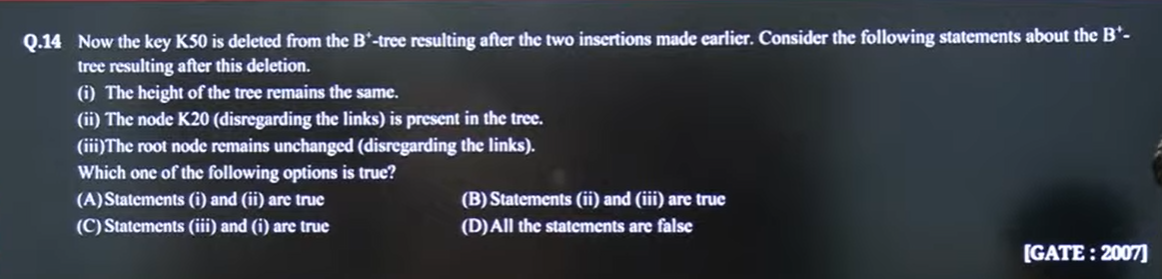 Q.14 Now the key K50 is deleted from the B⁺-tree resulting after the two insertions made earlier. Consider the following statements about the B⁺-
tree resulting after this deletion.
(i) The height of the tree remains the same.
(ii) The node K20 (disregarding the links) is present in the tree.
(iii)The root node remains unchanged (disregarding the links).
Which one of the following options is true?
(A) Statements (i) and (ii) are true (B) Statements (ii) and (iii) are true
(C) Statements (iii) and (i) are true (D) All the statements are false
[GATE : 2007]